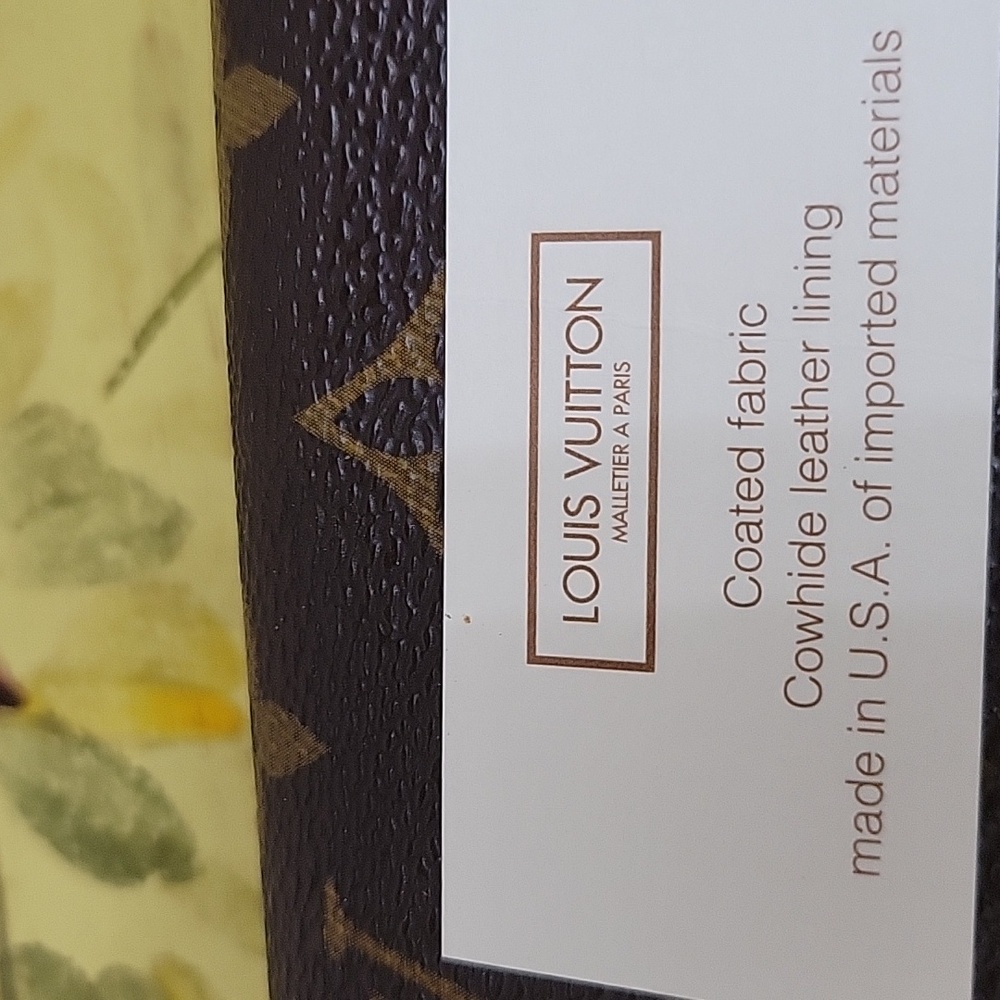 LOUIS VUITTON
MALLETIER A PARIS
Coated fabric
Cowhide leather lining
made in U.S.A. of imported materials